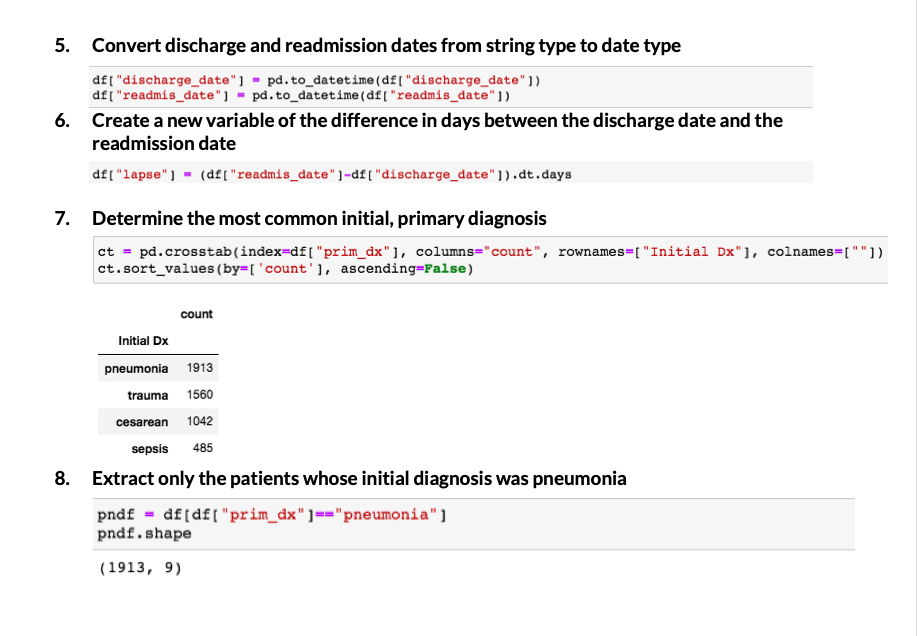 5. Convert discharge and readmission dates from string type to date type
df["discharge_date"] = pd.to_datetime(df["discharge_date"])
df["readmis_date"] = pd.to_datetime(df["readmis_date"])
6. Create a new variable of the difference in days between the discharge date and the
readmission date
df["lapse"] = (df["readmis_date"]-df["discharge_date"]).dt.days
7. Determine the most common initial, primary diagnosis
ct = pd.crosstab(index=df["prim_dx"], columns="count", rownames=["Initial Dx"], colnames=[""])
ct.sort_values(by=['count'], ascending=False)
count
Initial Dx
pneumonia 1913
trauma 1560
cesarean 1042
sepsis 485
8. Extract only the patients whose initial diagnosis was pneumonia
pndf = df[df["prim_dx"]=="pneumonia"]
pndf.shape
(1913, 9)